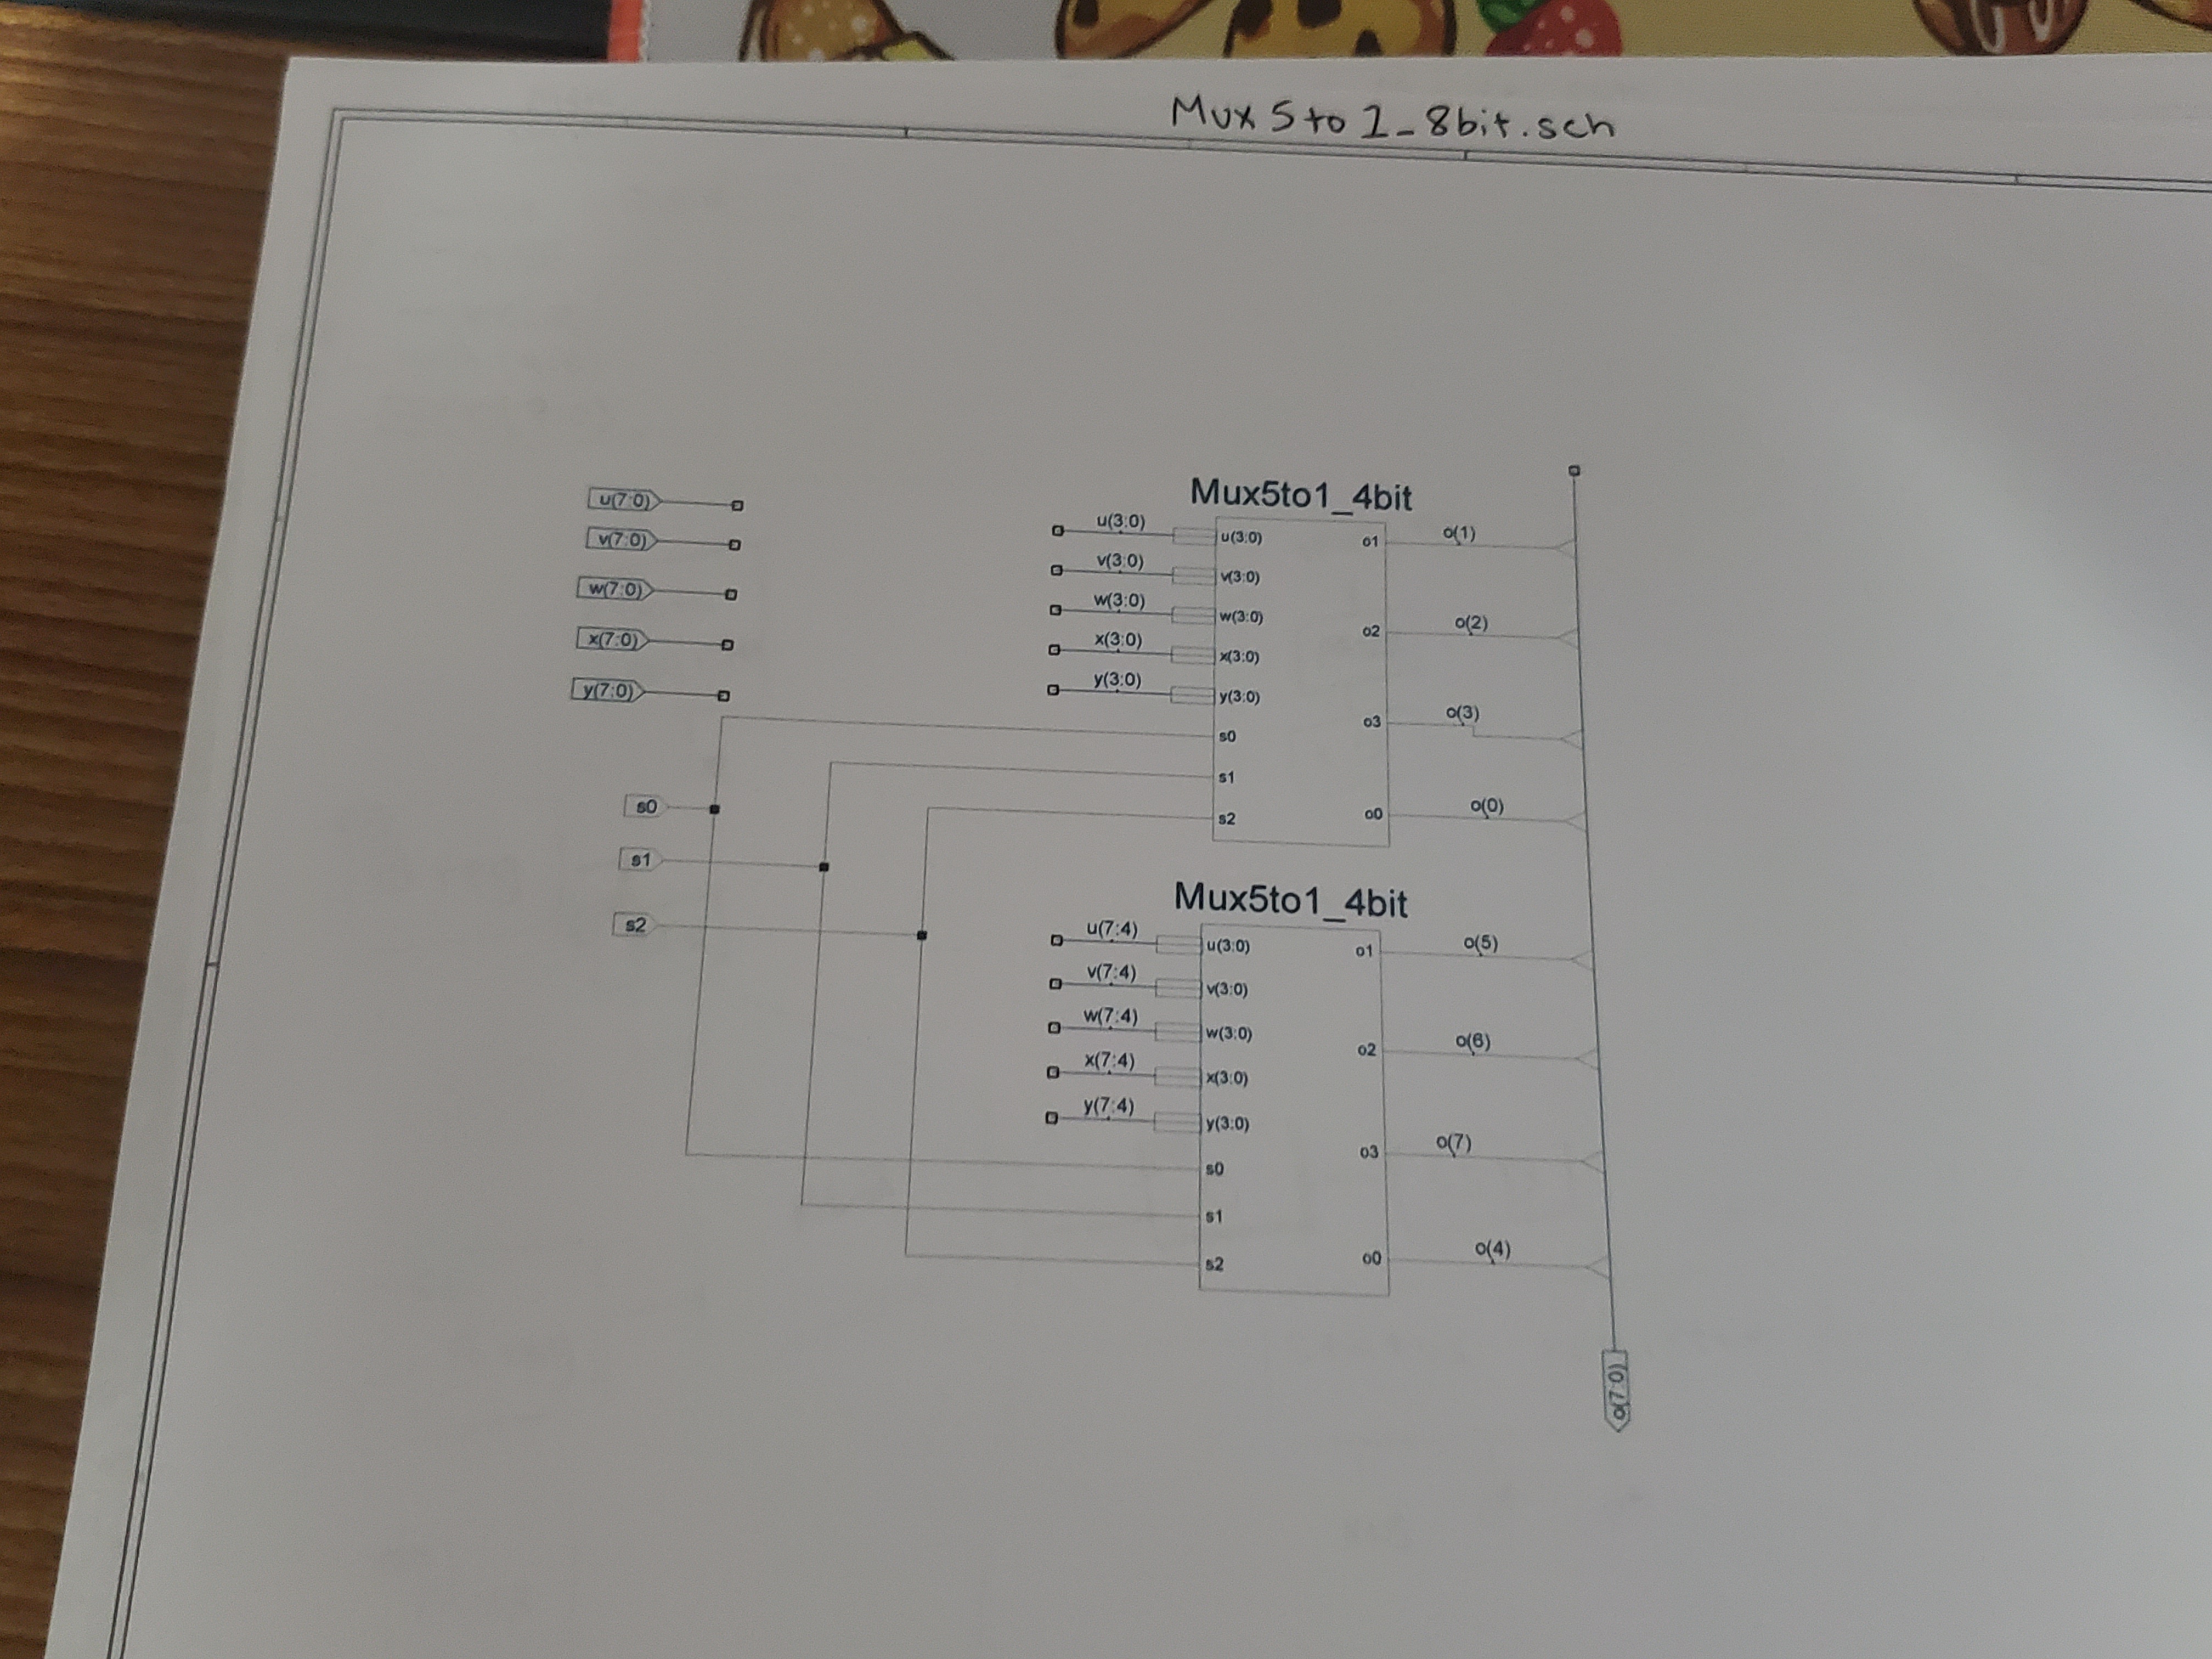 Mux5to1_8bit.sch
u(7:0)
v(7:0)
w(7:0)
x(7:0)
y(7:0)
s0
s1
s2
Mux5to1_4bit
u(3:0)
v(3:0)
w(3:0)
x(3:0)
y(3:0)
u(3:0)
v(3:0)
w(3:0)
x(3:0)
y(3:0)
s0
s1
s2
o1
o2
o3
o0
o(1)
o(2)
o(3)
o(0)
Mux5to1_4bit
u(7:4)
v(7:4)
w(7:4)
x(7:4)
y(7:4)
u(3:0)
v(3:0)
w(3:0)
x(3:0)
y(3:0)
s0
s1
s2
o1
o2
o3
o0
o(5)
o(6)
o(7)
o(4)
o(7:0)